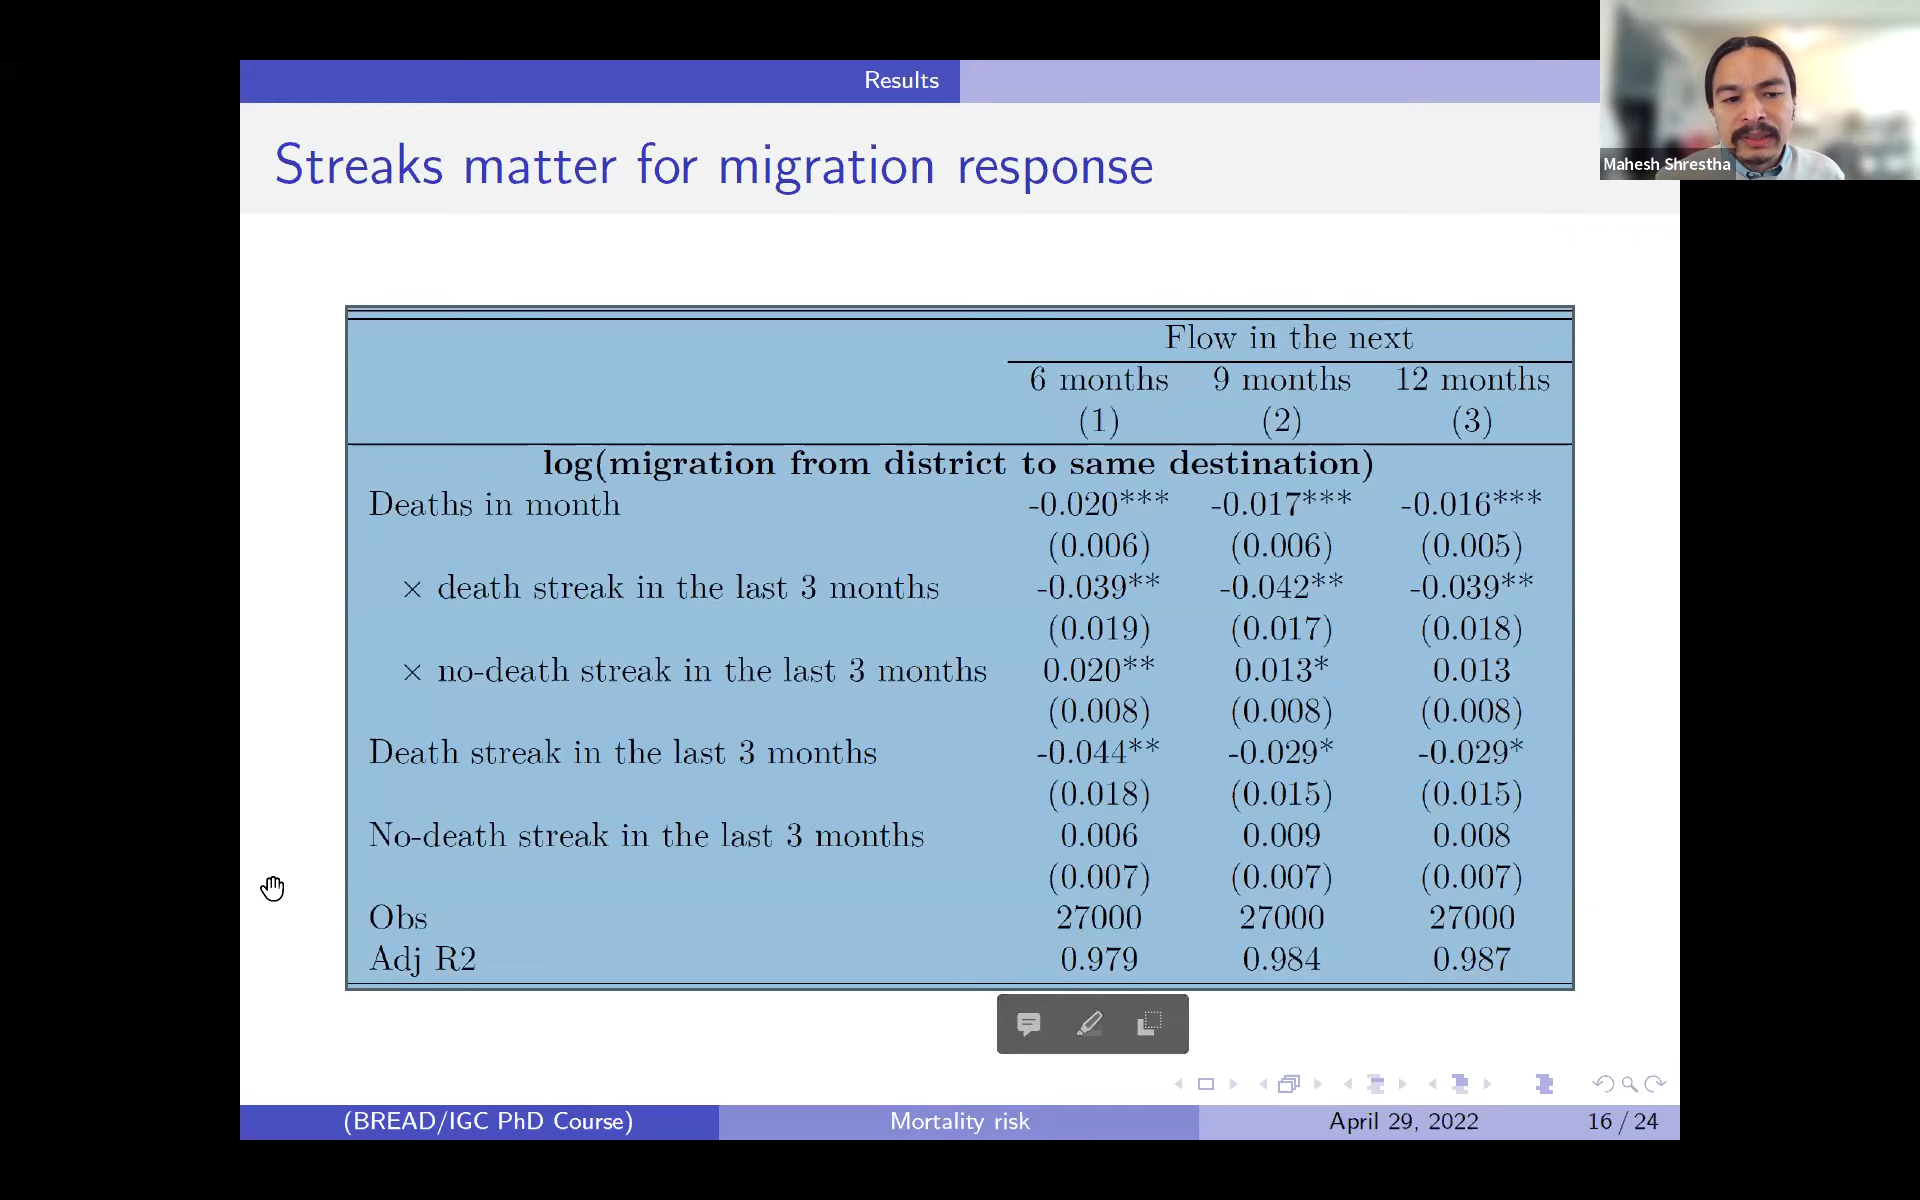 Results
Streaks matter for migration response
Mahesh Shrestha
Flow in the next
6 months 9 months 12 months
(1) (2) (3)
log(migration from district to same destination)
Deaths in month -0.020*** -0.017*** -0.016***
(0.006) (0.006) (0.005)
× death streak in the last 3 months -0.039** -0.042** -0.039**
(0.019) (0.017) (0.018)
× no-death streak in the last 3 months 0.020** 0.013* 0.013
(0.008) (0.008) (0.008)
Death streak in the last 3 months -0.044** -0.029* -0.029*
(0.018) (0.015) (0.015)
No-death streak in the last 3 months 0.006 0.009 0.008
(0.007) (0.007) (0.007)
Obs 27000 27000 27000
Adj R2 0.979 0.984 0.987
(BREAD/IGC PhD Course) Mortality risk April 29, 2022 16 / 24